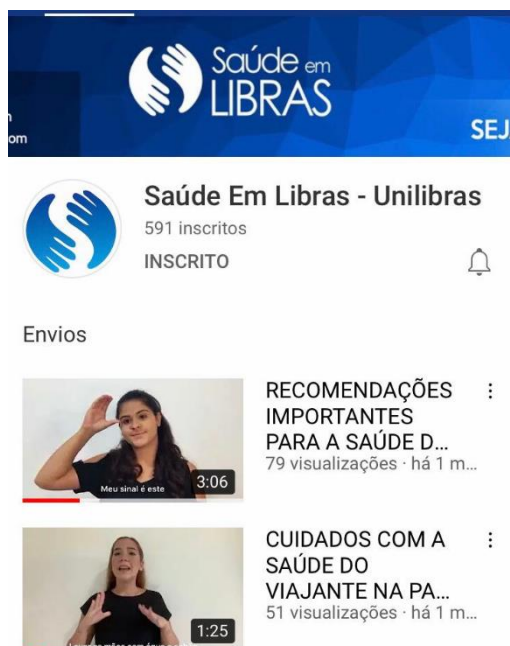 Saúde em
LIBRAS
om
SEJ
Saúde Em Libras - Unilibras
591 inscritos
INSCRITO
Envios
RECOMENDAÇÕES
IMPORTANTES
PARA A SAÚDE D...
79 visualizações · há 1 m...
Meu sinal é este
3:06
CUIDADOS COM A
SAÚDE DO
VIAJANTE NA PA...
51 visualizações · há 1 m...
1:25